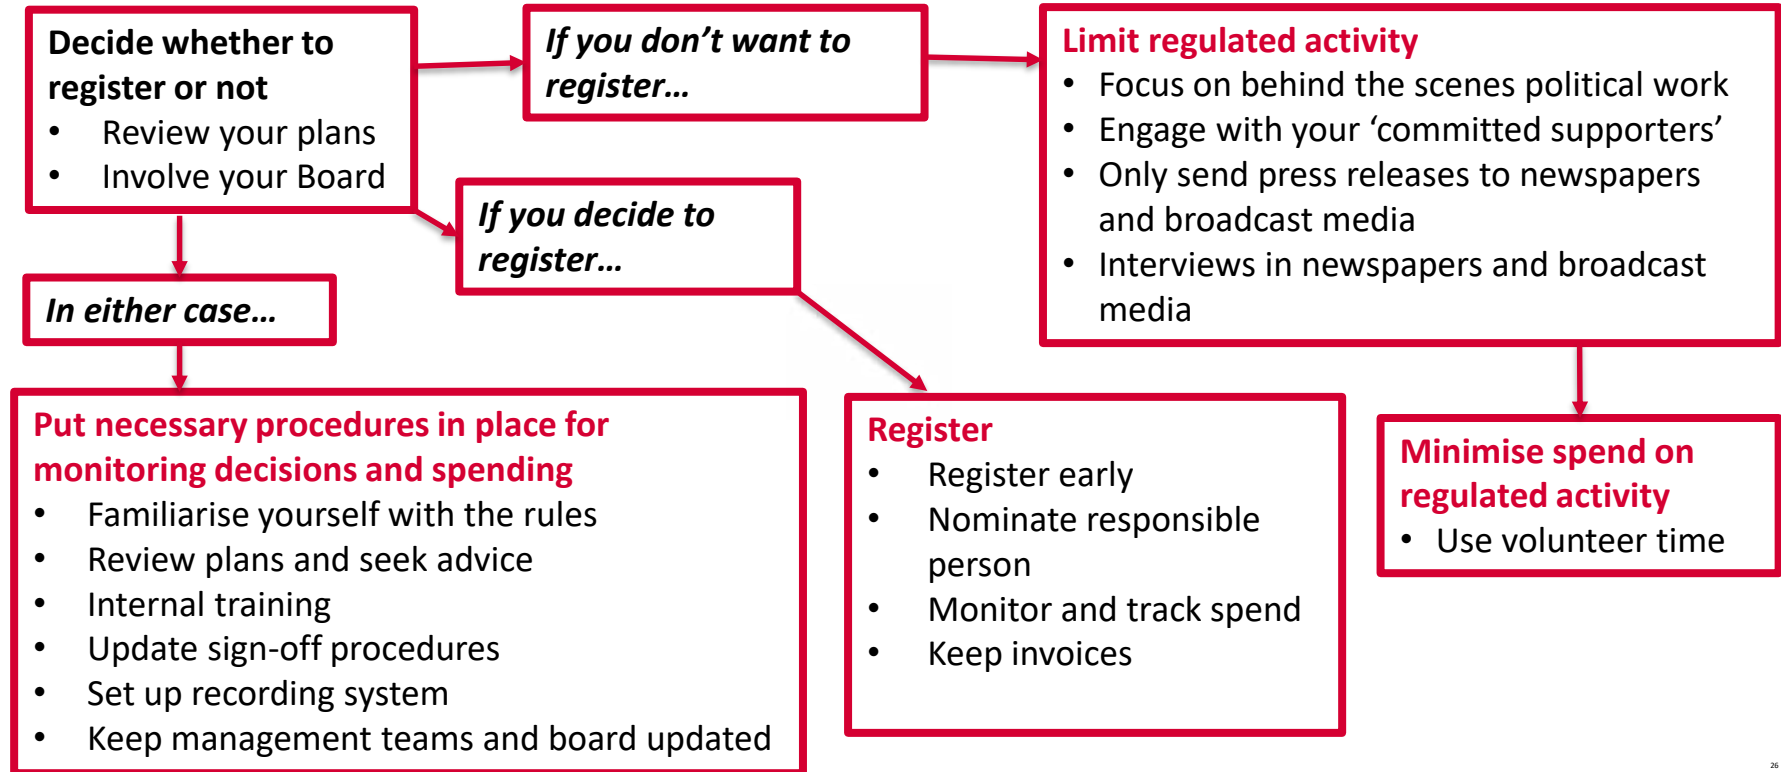 Decide whether to
register or not
• Review your plans
• Involve your Board
If you don’t want to
register…
Limit regulated activity
• Focus on behind the scenes political work
• Engage with your ‘committed supporters’
• Only send press releases to newspapers
and broadcast media
• Interviews in newspapers and broadcast
media
If you decide to
register…
In either case…
Put necessary procedures in place for
monitoring decisions and spending
• Familiarise yourself with the rules
• Review plans and seek advice
• Internal training
• Update sign-off procedures
• Set up recording system
• Keep management teams and board updated
Register
• Register early
• Nominate responsible
person
• Monitor and track spend
• Keep invoices
Minimise spend on
regulated activity
• Use volunteer time
26